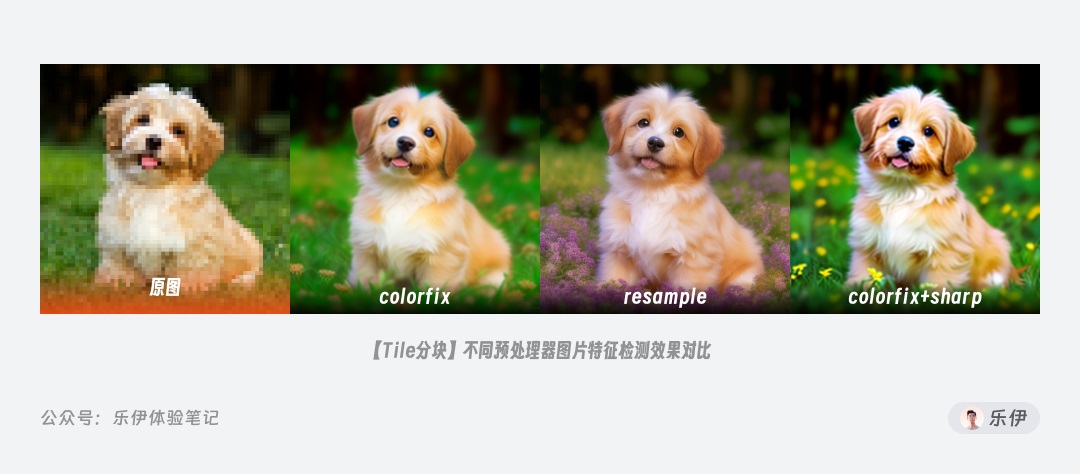 原图
colorfix
resample
colorfix+sharp
【Tile分块】不同预处理器图片特征检测效果对比
公众号：乐伊体验笔记
乐伊